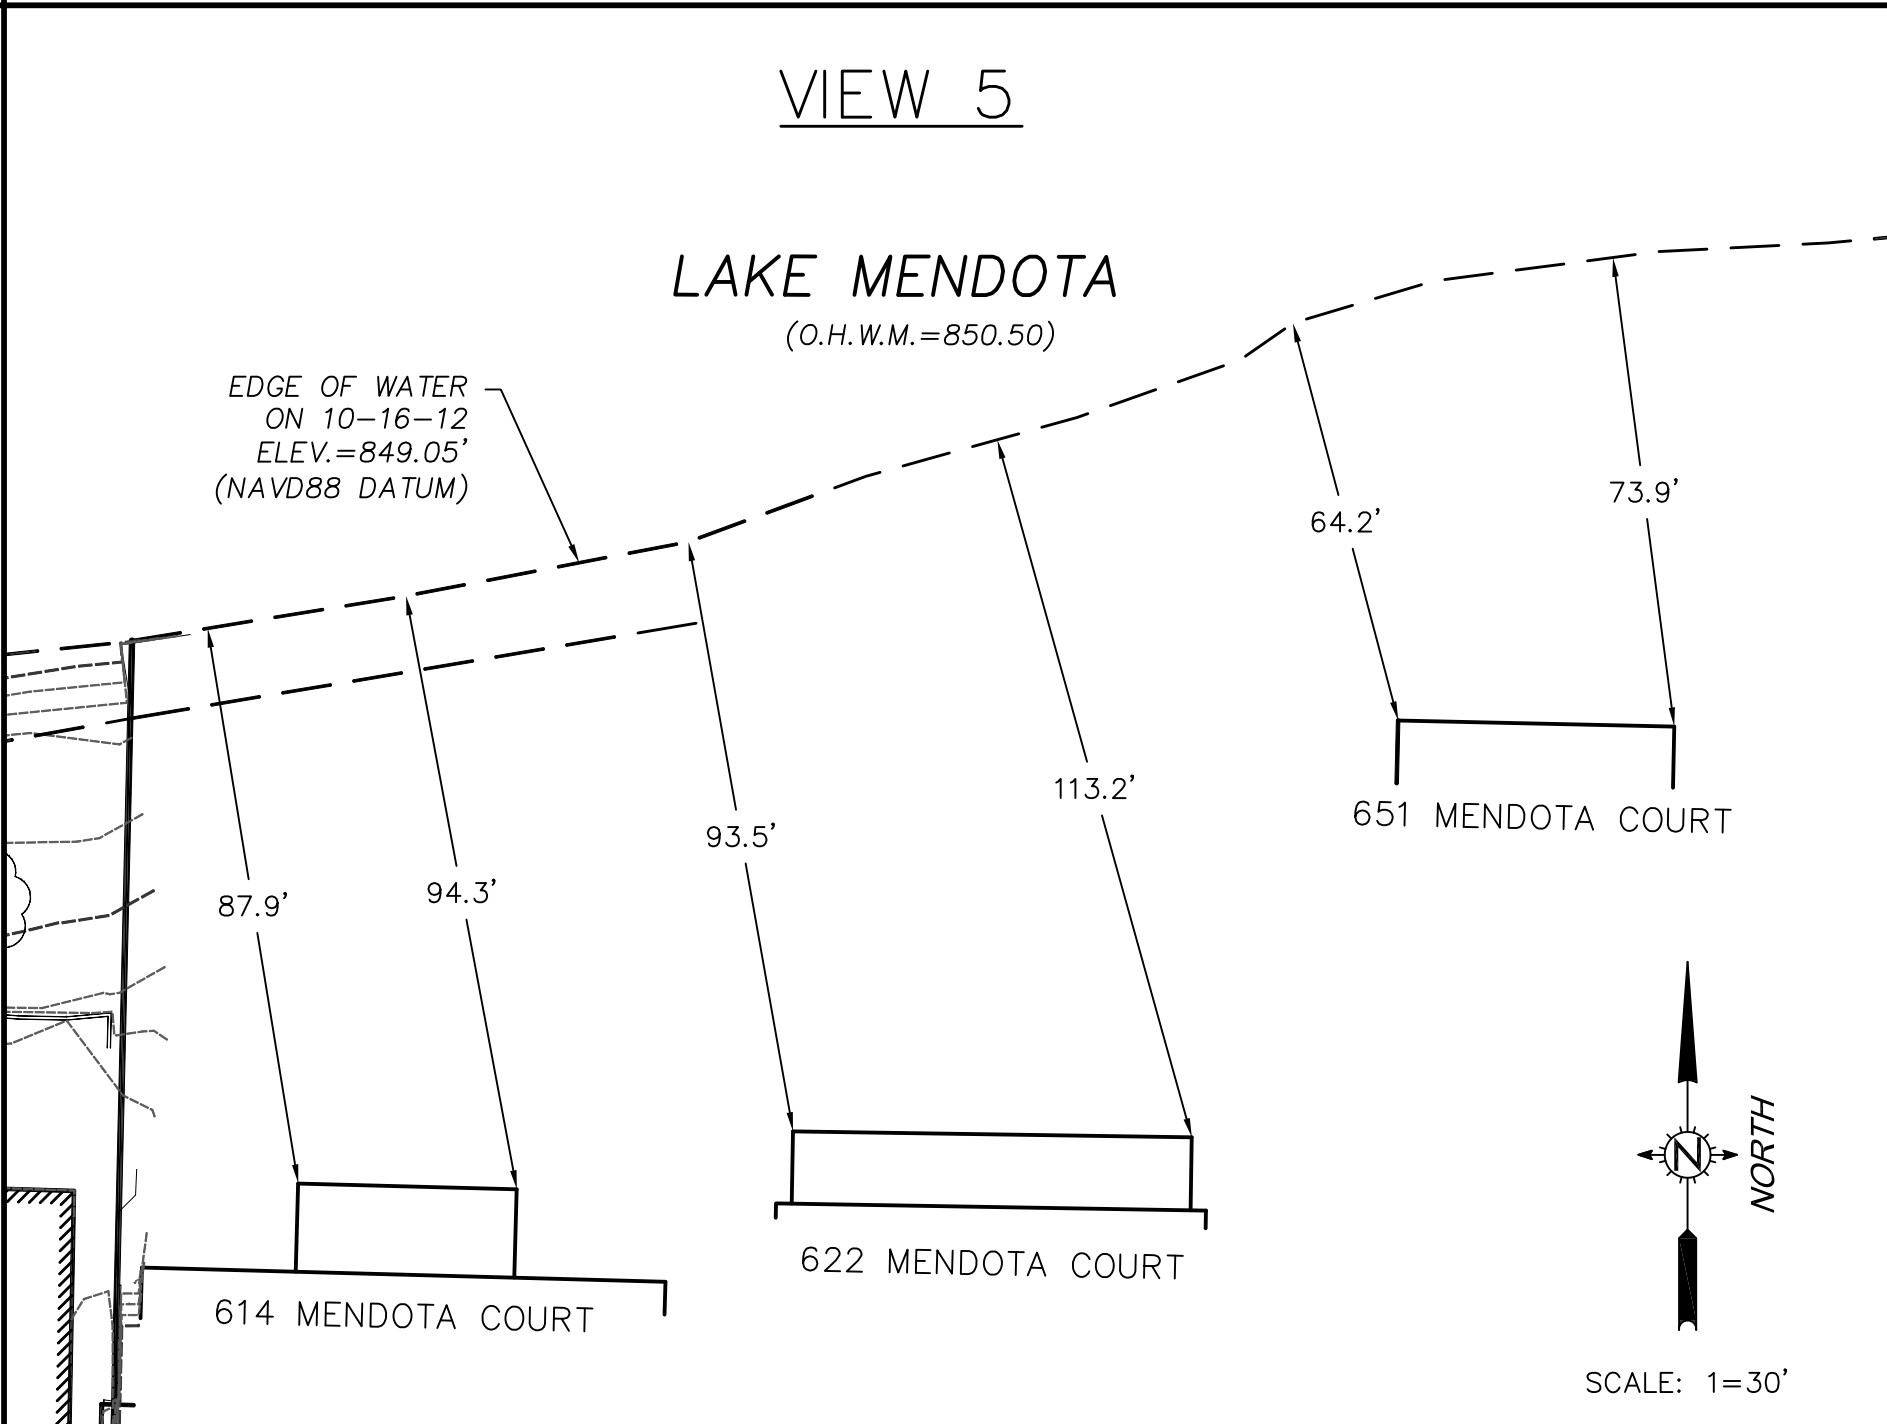 VIEW 5
LAKE MENDOTA
(O.H.W.M.=850.50)
EDGE OF WATER
ON 10-16-12
ELEV.=849.05'
(NAVD88 DATUM)
73.9'
64.2'
113.2'
651 MENDOTA COURT
93.5'
94.3'
87.9'
N
NORTH
622 MENDOTA COURT
614 MENDOTA COURT
SCALE: 1=30'